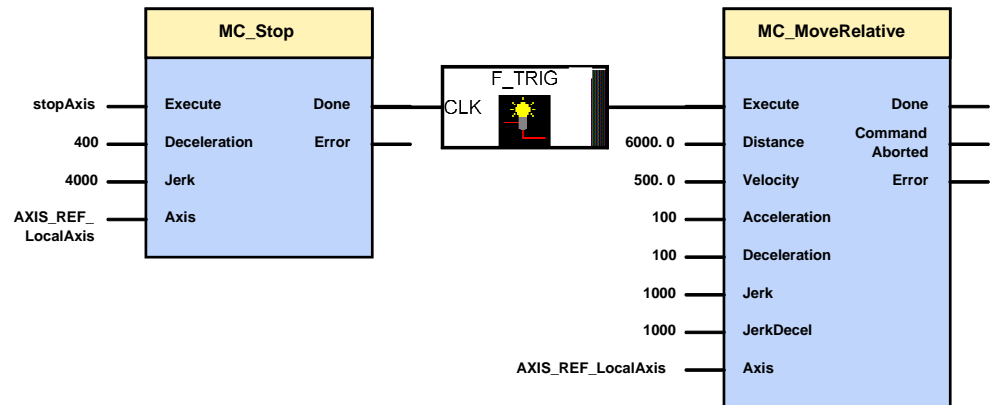 MC_Stop
stopAxis
Execute
Done
400
Deceleration
Error
4000
Jerk
AXIS_REF_
LocalAxis
Axis
F_TRIG
CLK
MC_MoveRelative
Execute
Done
6000. 0
Distance
Command
Aborted
500. 0
Velocity
Error
100
Acceleration
100
Deceleration
1000
Jerk
1000
JerkDecel
AXIS_REF_LocalAxis
Axis